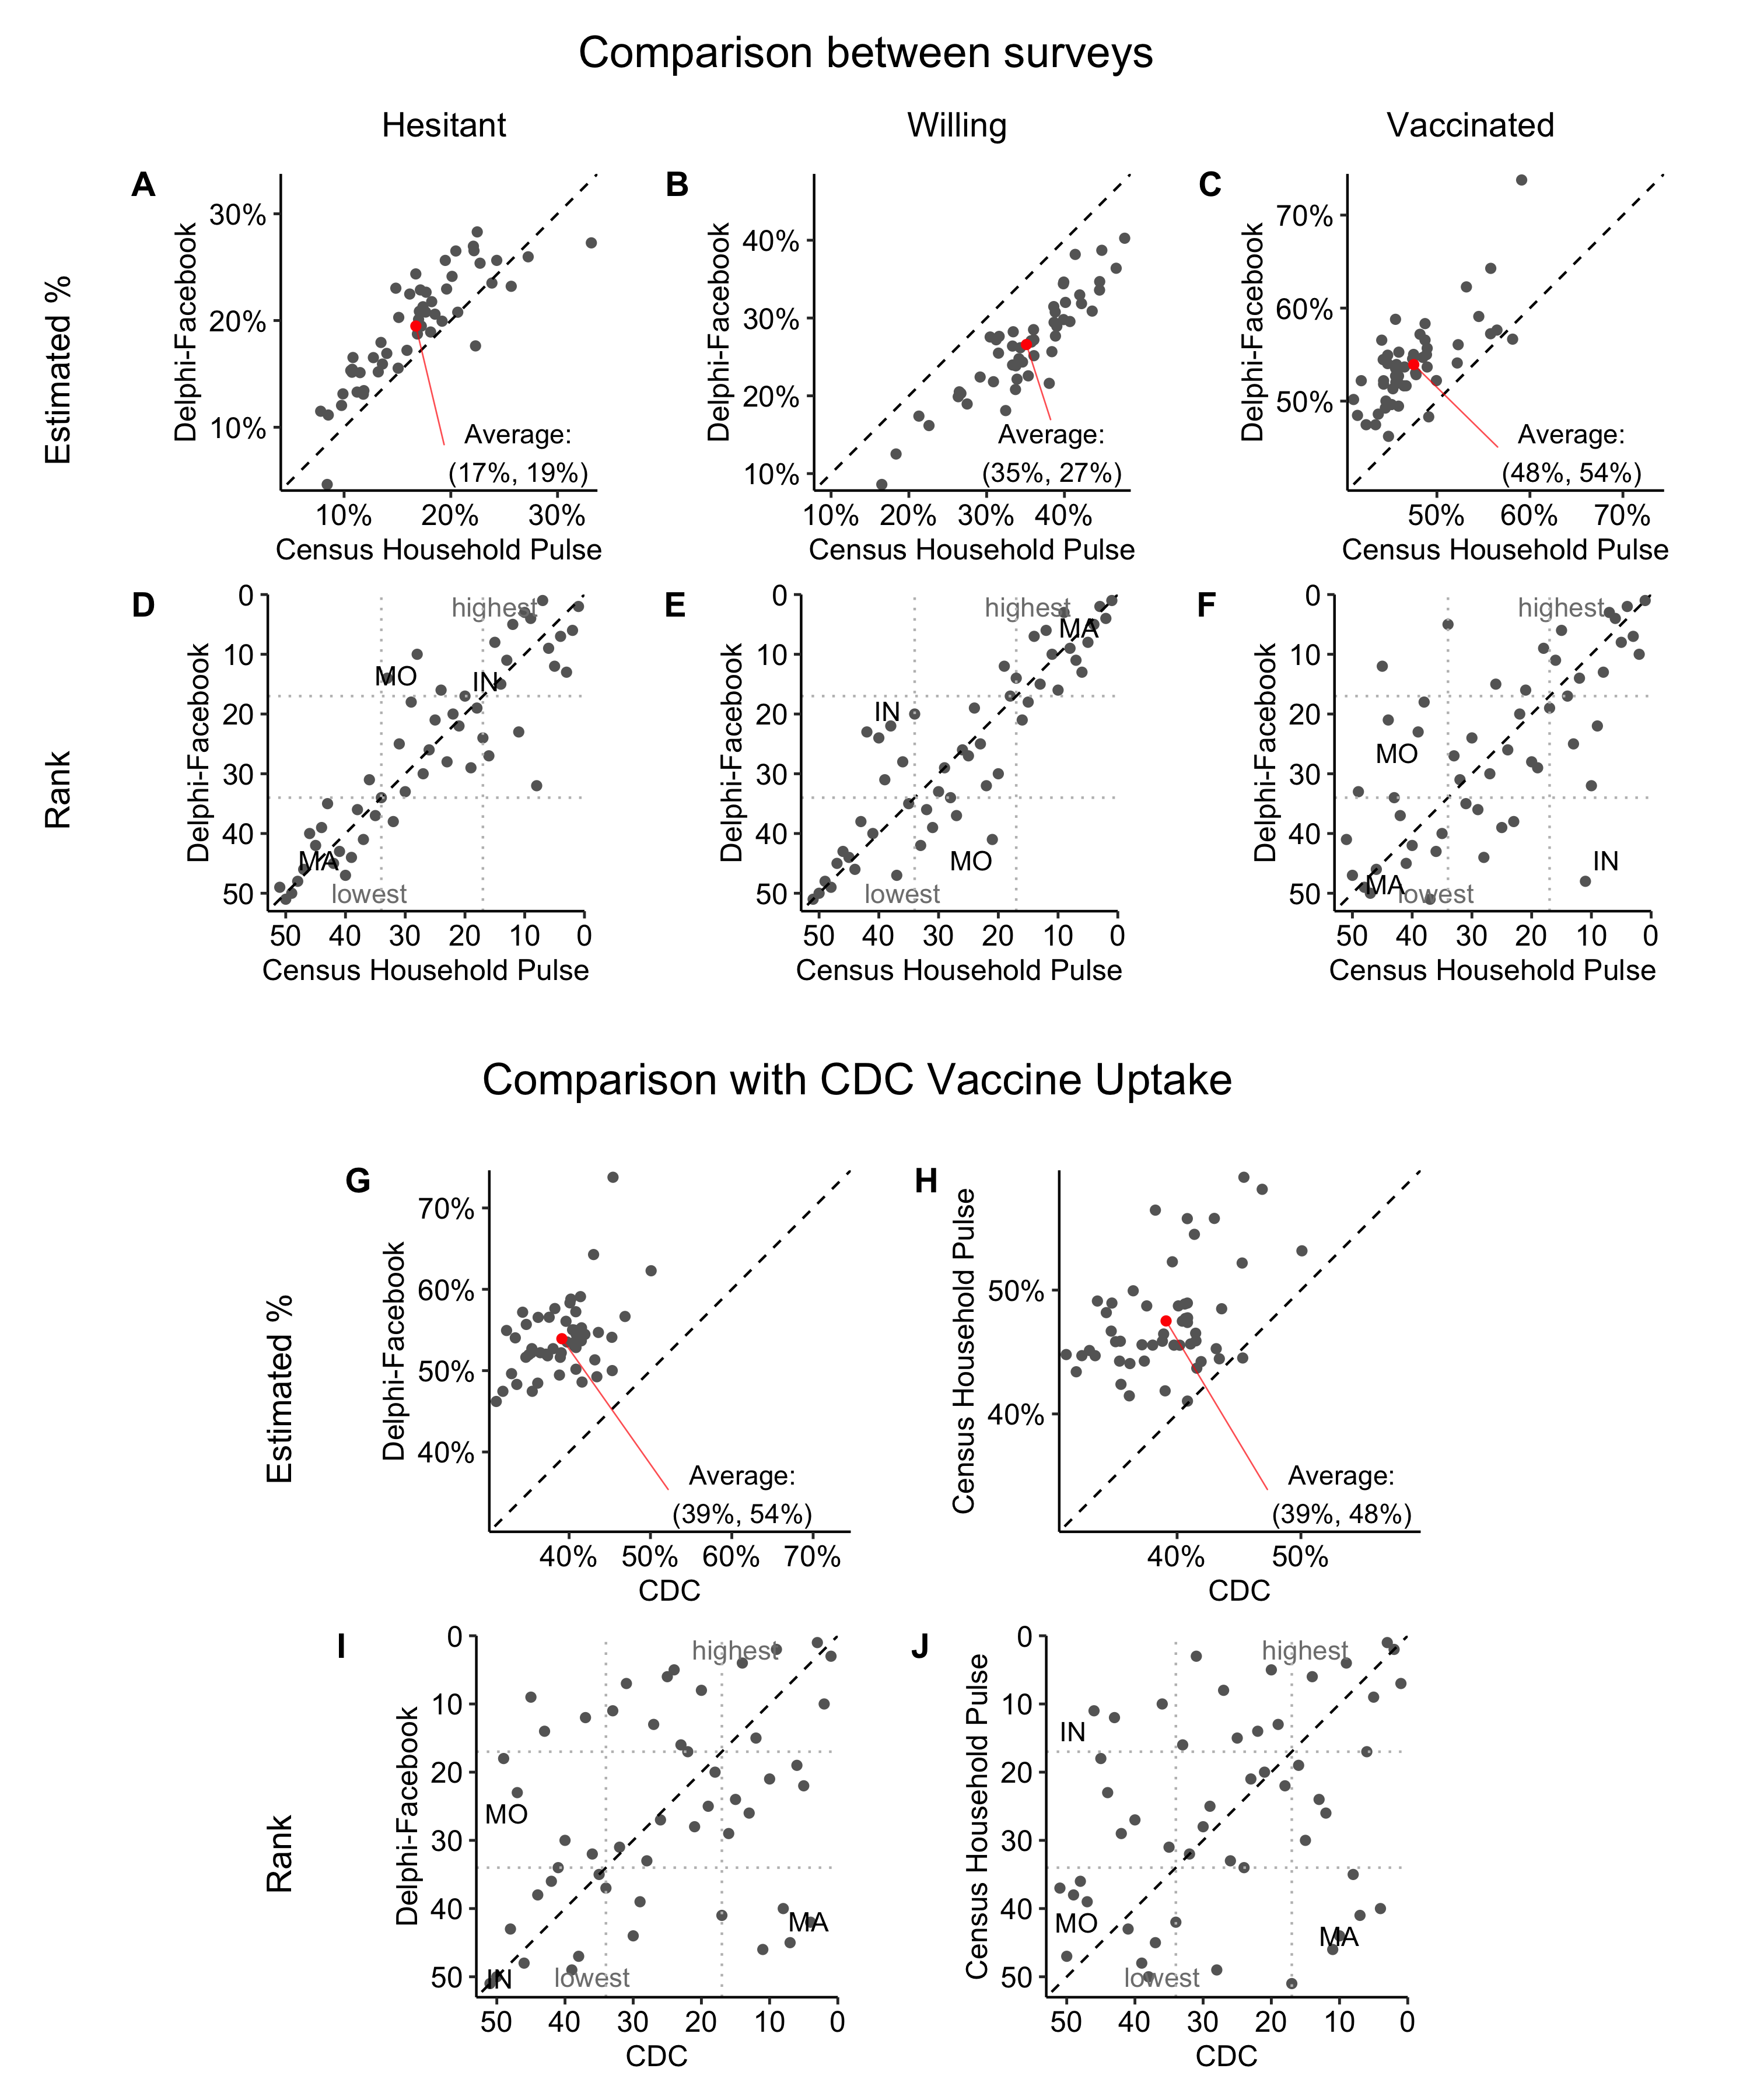 Comparison between surveys
Hesitant
Willing
Vaccinated
Estimated %
A
Delphi-Facebook
30%
20%
10%
Average:
(17%, 19%)
10% 20% 30%
Census Household Pulse
B
Delphi-Facebook
40%
30%
20%
10%
Average:
(35%, 27%)
10% 20% 30% 40%
Census Household Pulse
C
Delphi-Facebook
70%
60%
50%
Average:
(48%, 54%)
50% 60% 70%
Census Household Pulse
Rank
D
Delphi-Facebook
0
10
20
30
40
50
highest
MO
IN
MA
lowest
50 40 30 20 10 0
Census Household Pulse
E
Delphi-Facebook
0
10
20
30
40
50
highest
MA
IN
MO
lowest
50 40 30 20 10 0
Census Household Pulse
F
Delphi-Facebook
0
10
20
30
40
50
highest
MO
IN
MA
lowest
50 40 30 20 10 0
Census Household Pulse
Comparison with CDC Vaccine Uptake
Estimated %
G
Delphi-Facebook
70%
60%
50%
40%
Average:
(39%, 54%)
40% 50% 60% 70%
CDC
H
Census Household Pulse
50%
40%
Average:
(39%, 48%)
40% 50%
CDC
Rank
I
Delphi-Facebook
0
10
20
30
40
50
highest
MO
MA
IN
lowest
50 40 30 20 10 0
CDC
J
Census Household Pulse
0
10
20
30
40
50
highest
IN
MO
MA
lowest
50 40 30 20 10 0
CDC